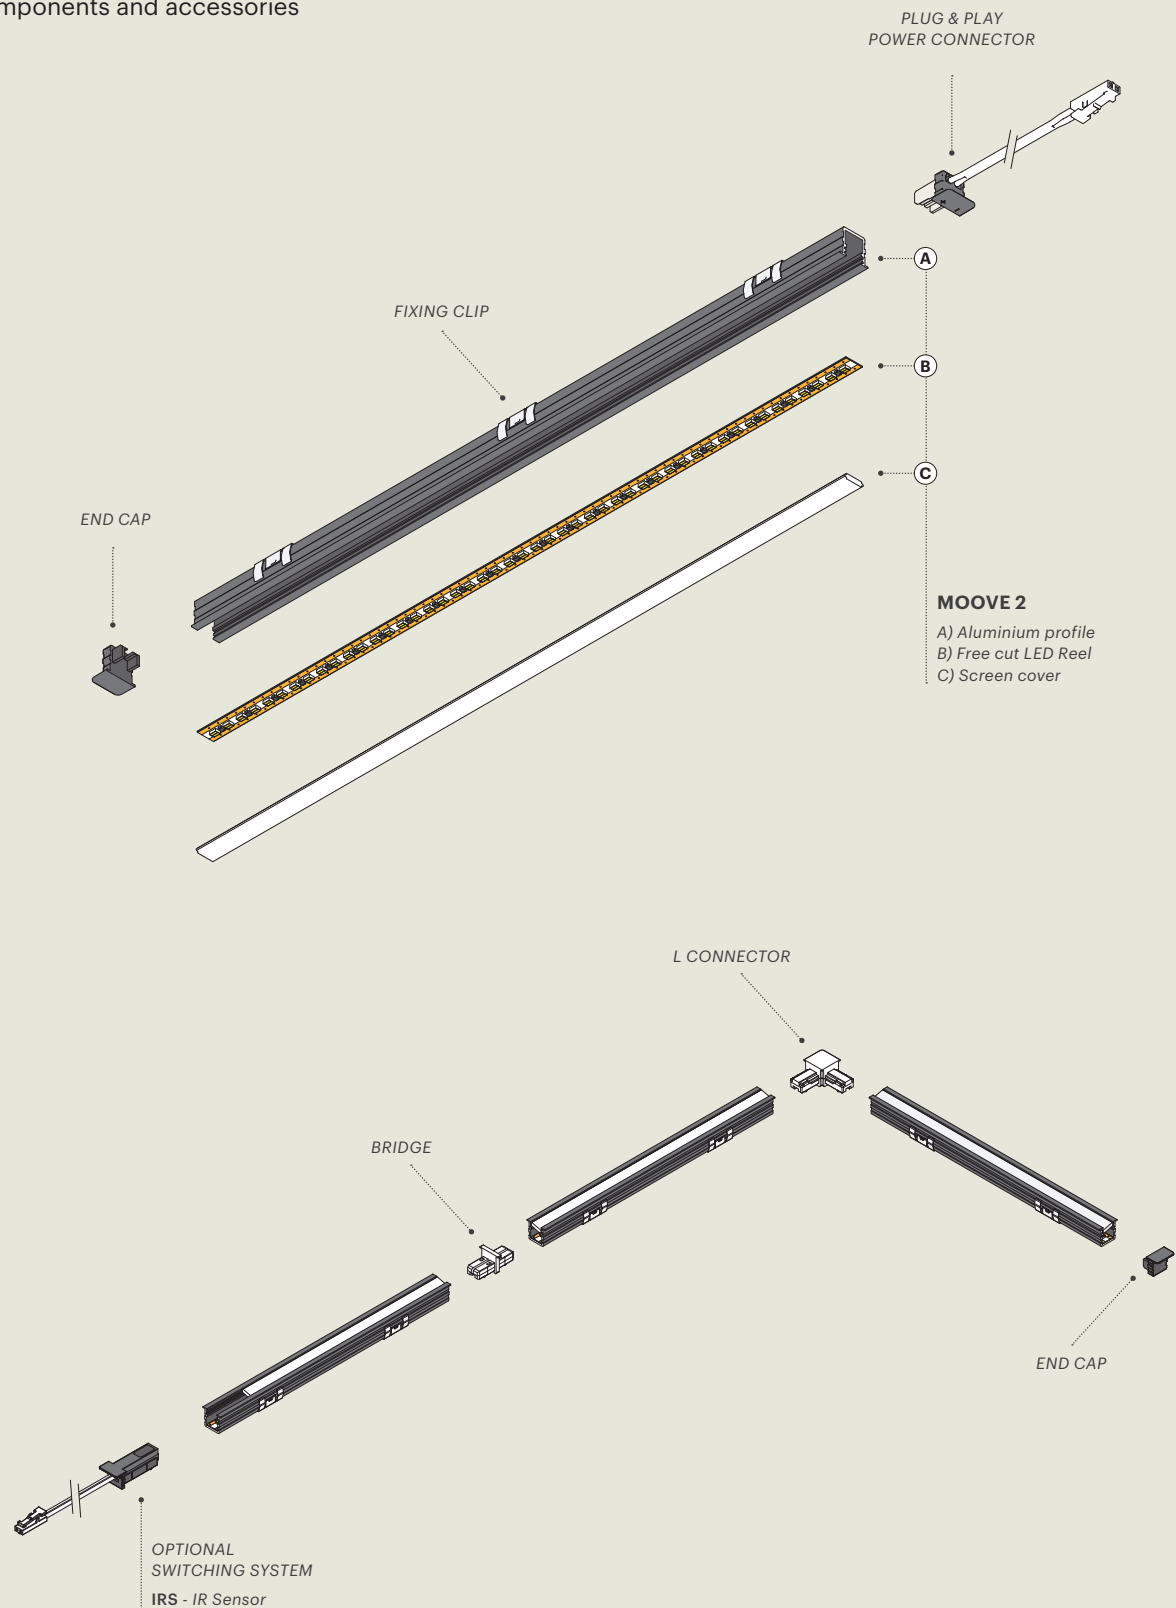 components and accessories
PLUG & PLAY
POWER CONNECTOR
A
FIXING CLIP
B
C
END CAP
MOOVE 2
A) Aluminium profile
B) Free cut LED Reel
C) Screen cover
L CONNECTOR
BRIDGE
END CAP
OPTIONAL
SWITCHING SYSTEM
IRS - IR Sensor